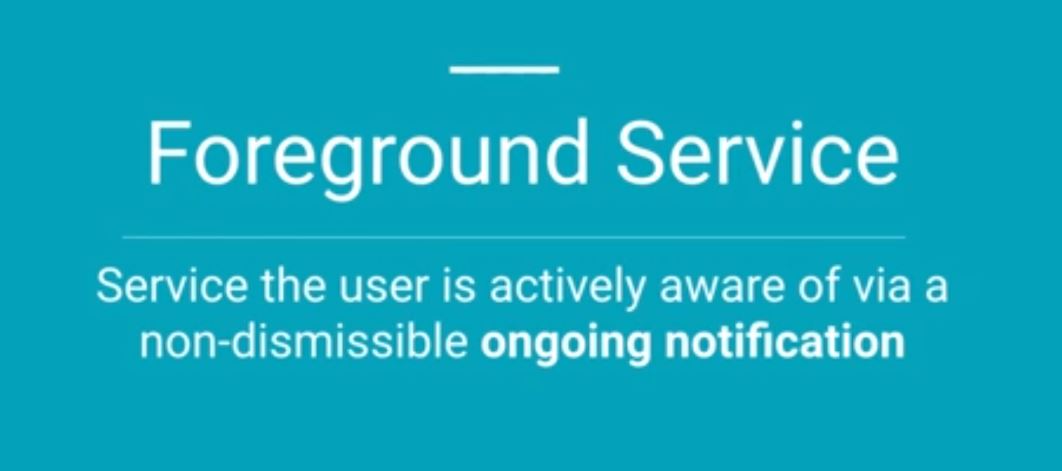 Foreground Service
Service the user is actively aware of via a
non-dismissible ongoing notification